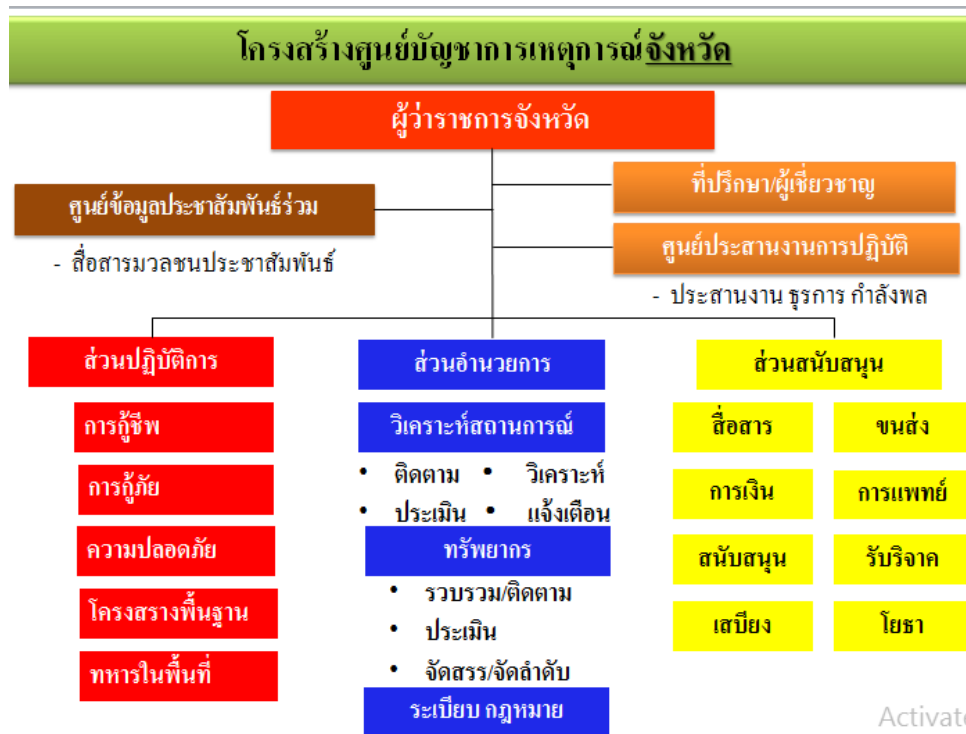 โครงสร้างศูนย์บัญชาการเหตุการณ์จังหวัด
ผู้ว่าราชการจังหวัด
ที่ปรึกษา/ผู้เชี่ยวชาญ
ศูนย์ข้อมูลประชาสัมพันธ์ร่วม
- สื่อสารมวลชนประชาสัมพันธ์
ศูนย์ประสานงานการปฏิบัติ
- ประสานงาน ธุรการ กำลังพล
ส่วนปฏิบัติการ
การกู้ชีพ
การกู้ภัย
ความปลอดภัย
โครงสรางพื้นฐาน
ทหารในพื้นที่
ส่วนอำนวยการ
วิเคราะห์สถานการณ์
• ติดตาม • วิเคราะห์
• ประเมิน • แจ้งเตือน
ทรัพยากร
• รวบรวม/ติดตาม
• ประเมิน
• จัดสรร/จัดลำดับ
ระเบียบ กฎหมาย
ส่วนสนับสนุน
สื่อสาร ขนส่ง
การเงิน การแพทย์
สนับสนุน รับริจาค
เสบียง โยธา
Activate